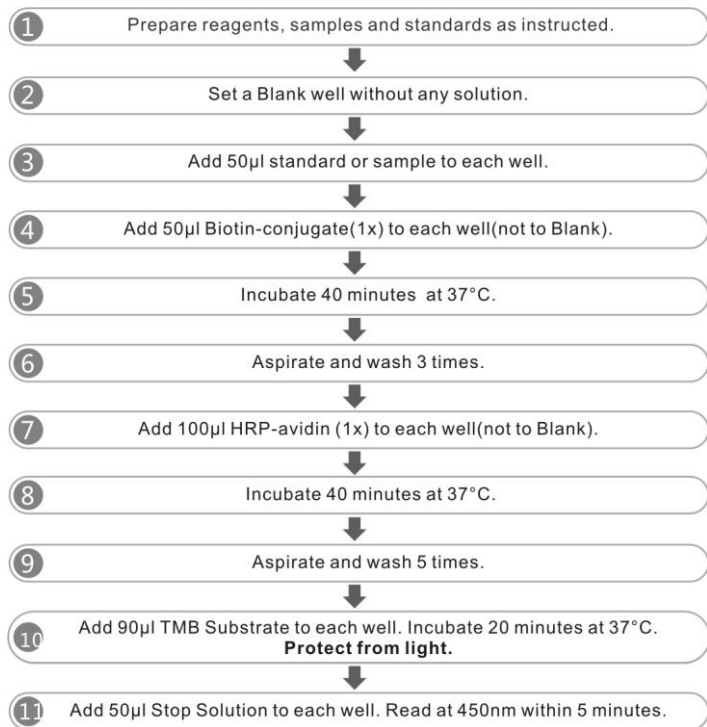 1 Prepare reagents, samples and standards as instructed.
2 Set a Blank well without any solution.
3 Add 50µl standard or sample to each well.
4 Add 50µl Biotin-conjugate(1x) to each well(not to Blank).
5 Incubate 40 minutes at 37°C.
6 Aspirate and wash 3 times.
7 Add 100µl HRP-avidin (1x) to each well(not to Blank).
8 Incubate 40 minutes at 37°C.
9 Aspirate and wash 5 times.
10 Add 90µl TMB Substrate to each well. Incubate 20 minutes at 37°C.
Protect from light.
11 Add 50µl Stop Solution to each well. Read at 450nm within 5 minutes.